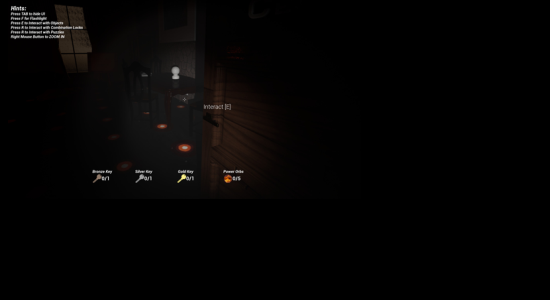 Hints:
Press TAB to hide UI
Press F for Flashlight
Press E to Interact with Objects
Press R to Interact with Combination Locks
Press R to Interact with Puzzles
Right Mouse Button to ZOOM IN
Interact [E]
Bronze Key Silver Key Gold Key Power Orbs
0/1 0/1 0/1 0/5